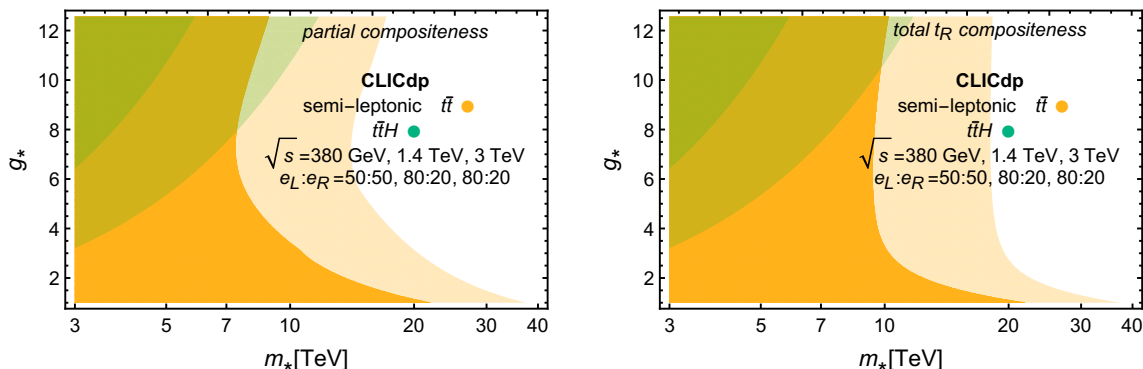 12
10
8
6
4
2
g*
partial compositeness
CLICdp
semi-leptonic tt̄
tt̄H
√s =380 GeV, 1.4 TeV, 3 TeV
eL:eR=50:50, 80:20, 80:20
3 5 7 10 20 30 40
m*[TeV]
12
10
8
6
4
2
g*
total tR compositeness
CLICdp
semi-leptonic tt̄
tt̄H
√s =380 GeV, 1.4 TeV, 3 TeV
eL:eR=50:50, 80:20, 80:20
3 5 7 10 20 30 40
m*[TeV]